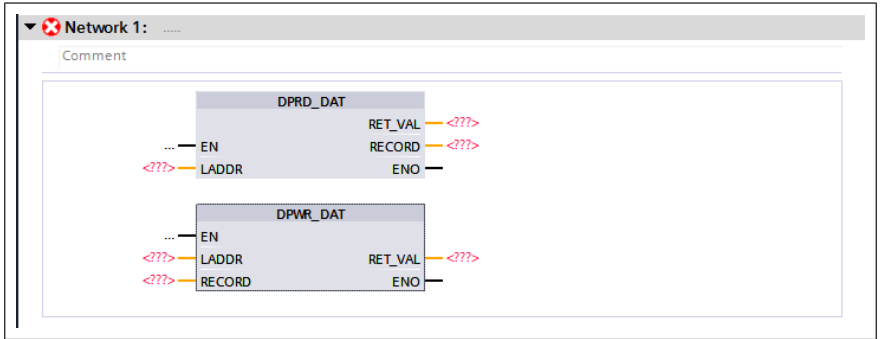 Network 1: .....
Comment
DPRD_DAT
RET_VAL <???>
... EN RECORD <???>
<???> LADDR ENO
DPWR_DAT
... EN
<???> LADDR RET_VAL <???>
<???> RECORD ENO